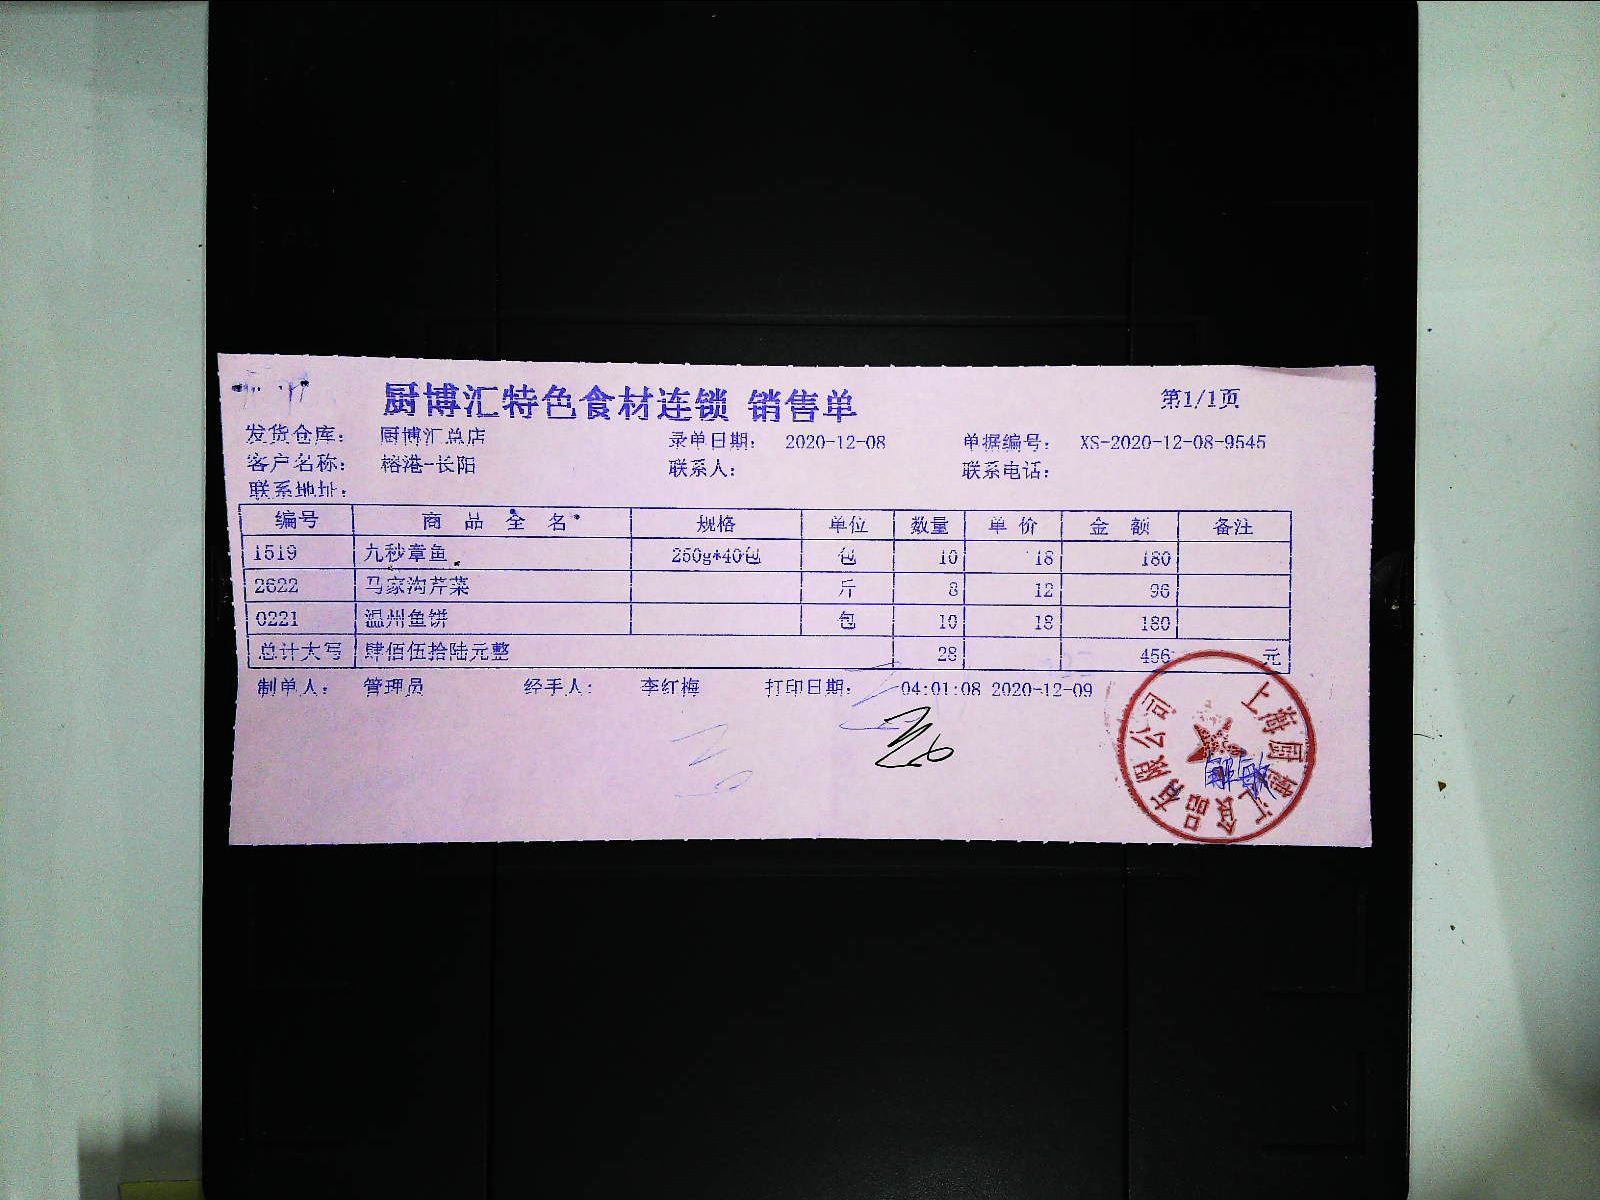 厨博汇特色食材连锁 销售单 第1/1页
发货仓库： 厨博汇总店 录单日期： 2020-12-08 单据编号： XS-2020-12-08-9545
客户名称： 榕港-长阳 联系人： 联系电话：
联系地址：
编号 商 品 全 名 规格 单位 数量 单 价 金 额 备注
1519 九秒章鱼 250g*40包 包 10 18 180
2622 马家沟芹菜 斤 8 12 96
0221 温州鱼饼 包 10 18 180
总计大写 肆佰伍拾陆元整 28 456 元
制单人： 管理员 经手人： 李红梅 打印日期： 04:01:08 2020-12-09
上海厨博汇食品有限公司